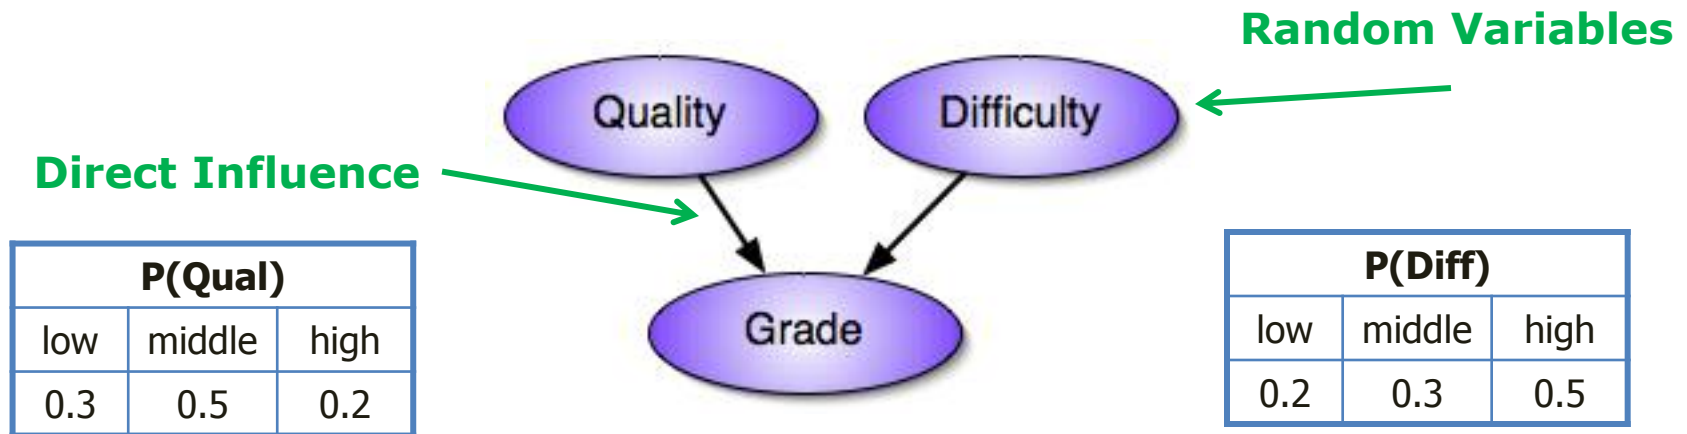 Random Variables
Quality
Difficulty
Direct Influence
Grade
P(Qual)
low middle high
0.3 0.5 0.2
P(Diff)
low middle high
0.2 0.3 0.5